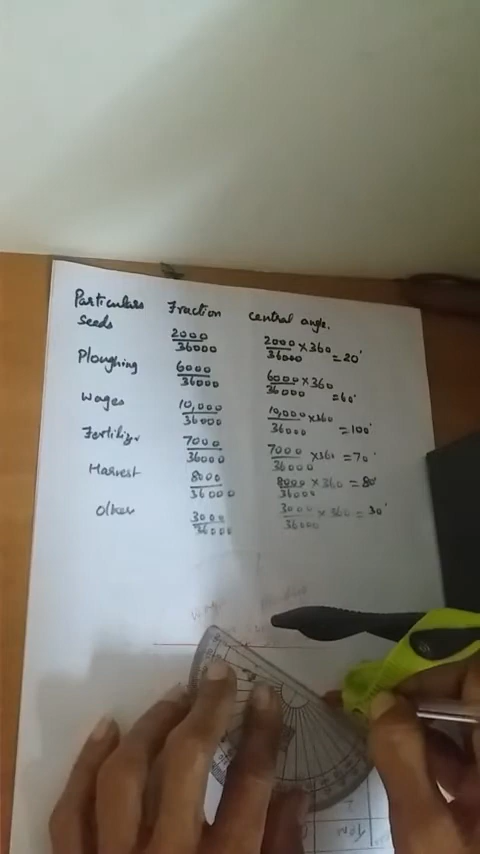 Particulars Fraction central angle.
Seeds 2000/36000 2000/36000 × 360 = 20°
Ploughing 6000/36000 6000/36000 × 360 = 60°
Wages 10,000/36000 10,000/36000 × 360 = 100°
Fertilizer 7000/36000 7000/36000 × 360 = 70°
Harvest 8000/36000 8000/36000 × 360 = 80°
Other 3000/36000 3000/36000 × 360 = 30°